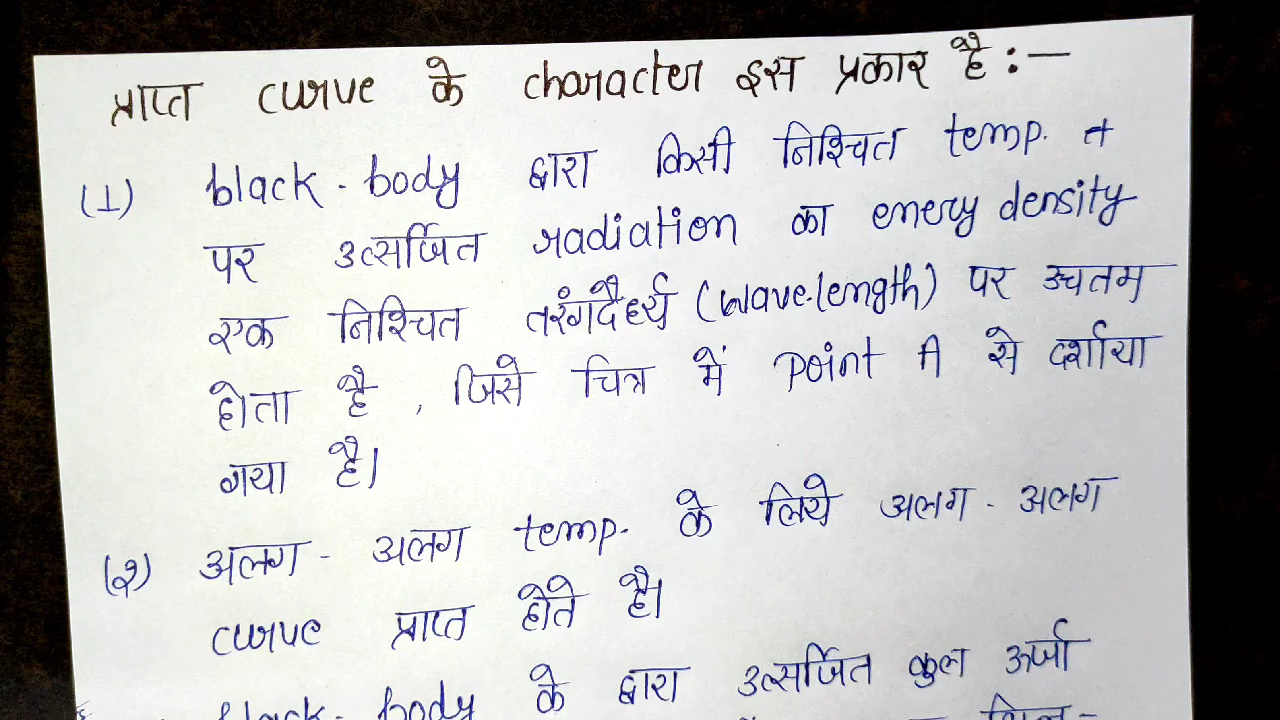 प्राप्त curve के character इस प्रकार है :—
(1) black-body द्वारा किसी निश्चित temp. t
पर उत्सर्जित radiation का energy density
एक निश्चित तरंगदैर्ध्य (wave-length) पर उच्चतम
होता है, जिसे चित्र में point A से दर्शाया
गया है।
(2) अलग - अलग temp. के लिये अलग - अलग
curve प्राप्त होते है।
black-body के द्वारा उत्सर्जित कुल ऊर्जा